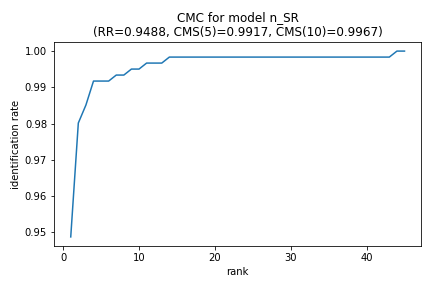 CMC for model n_SR
(RR=0.9488, CMS(5)=0.9917, CMS(10)=0.9967)
1.00
0.99
0.98
0.97
0.96
0.95
identification rate
0
10
20
30
40
rank